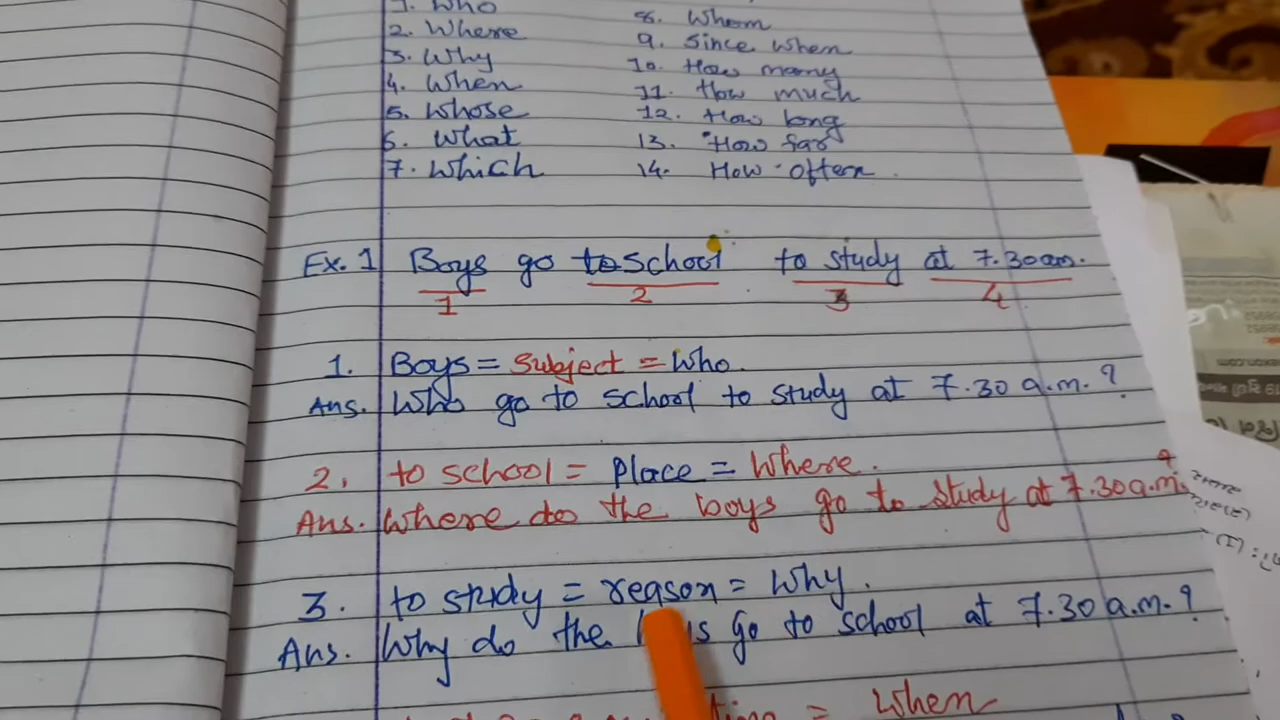 1. Who
8. Whom
2. Where
9. Since when
3. Why
10. How many
4. When
11. How much
5. Whose
12. How long
6. What
13. How far
7. Which
14. How often.
Ex. 1 Boys go to school to study at 7.30am.
1 2 3 4
1. Boys = Subject = Who.
Ans. Who go to school to study at 7.30 a.m.?
2. to school = place = Where.
Ans. Where do the boys go to study at 7.30a.m.?
3. to study = reason = Why.
Ans. Why do the go to school at 7.30 a.m.?
= When